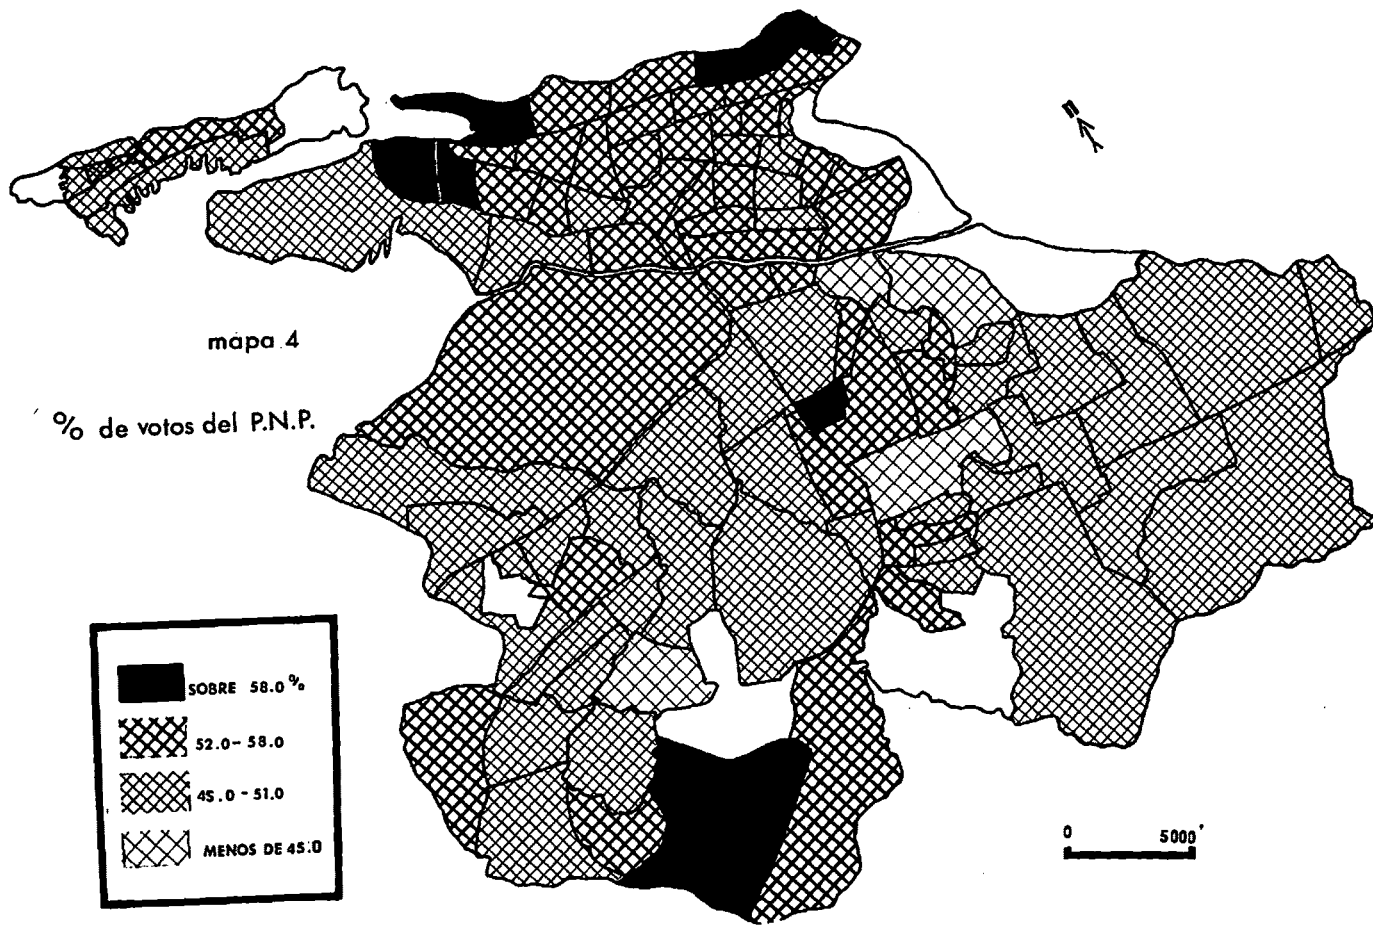 mapa 4
% de votos del P.N.P.
SOBRE 58.0 %
52.0-58.0
45.0-51.0
MENOS DE 45.0
0 5000'